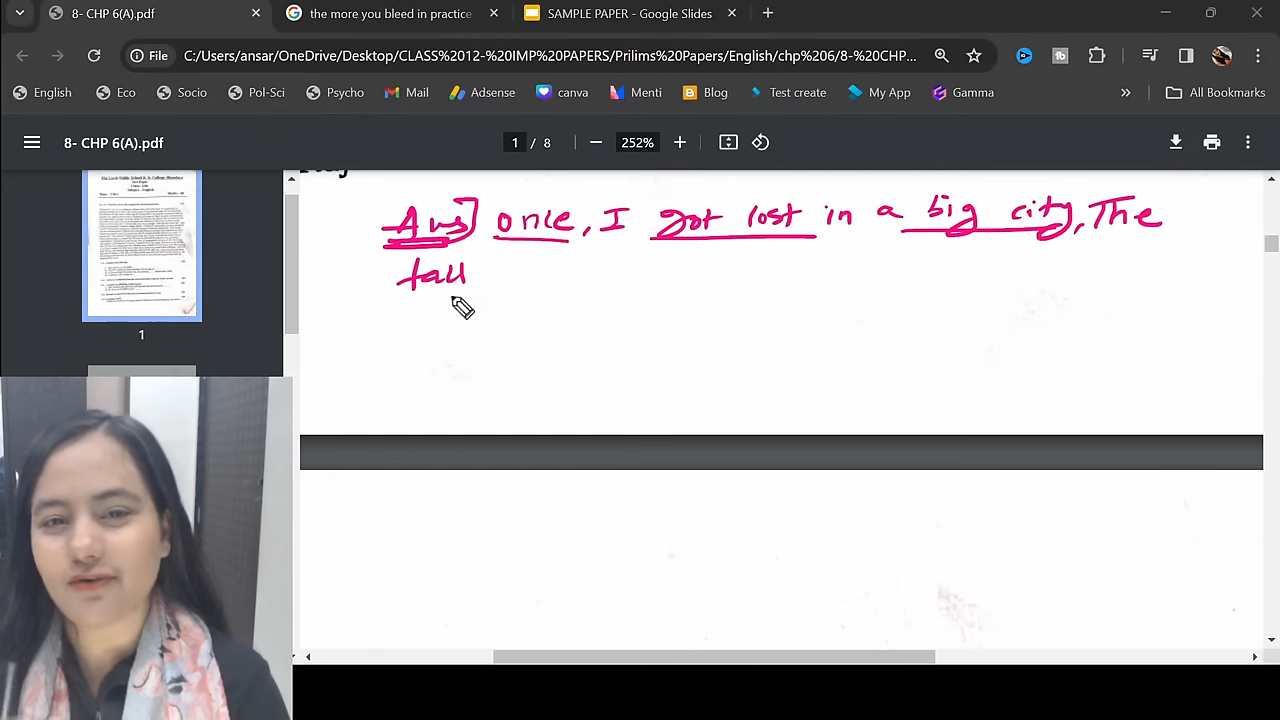 8- CHP 6(A).pdf
the more you bleed in practice
SAMPLE PAPER - Google Slides
File
C:/Users/ansar/OneDrive/Desktop/CLASS%2012-%20IMP%20PAPERS/Prilims%20Papers/English/chp%206/8-%20CHP...
English
Eco
Socio
Pol-Sci
Psycho
Mail
Adsense
canva
Menti
Blog
Test create
My App
Gamma
»
All Bookmarks
8- CHP 6(A).pdf
1 / 8
252%
Ans] once, I got lost in a big city, The
tall
1